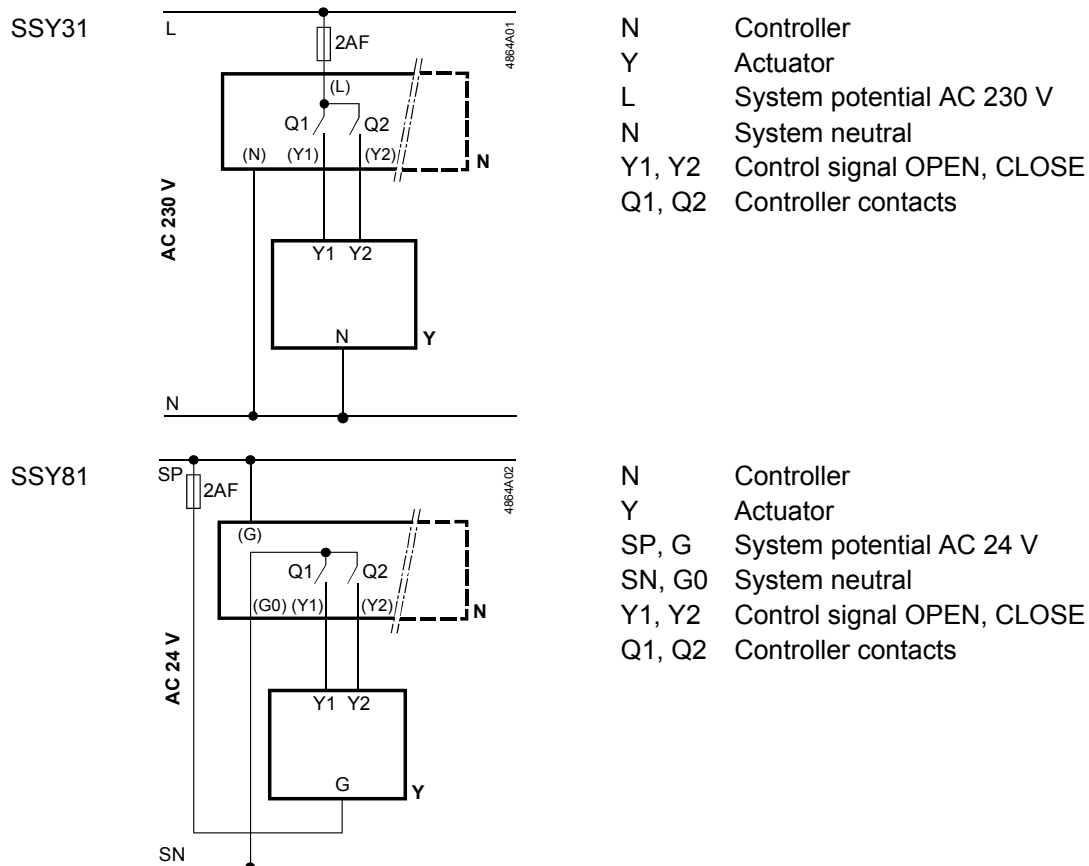 SSY31
L
2AF
4864A01
(L)
Q1 Q2
(N) (Y1) (Y2)
N
AC 230 V
Y1 Y2
N
Y
N
N Controller
Y Actuator
L System potential AC 230 V
N System neutral
Y1, Y2 Control signal OPEN, CLOSE
Q1, Q2 Controller contacts
SSY81
SP
2AF
4864A02
(G)
Q1 Q2
(G0) (Y1) (Y2)
N
AC 24 V
Y1 Y2
G
Y
SN
N Controller
Y Actuator
SP, G System potential AC 24 V
SN, G0 System neutral
Y1, Y2 Control signal OPEN, CLOSE
Q1, Q2 Controller contacts